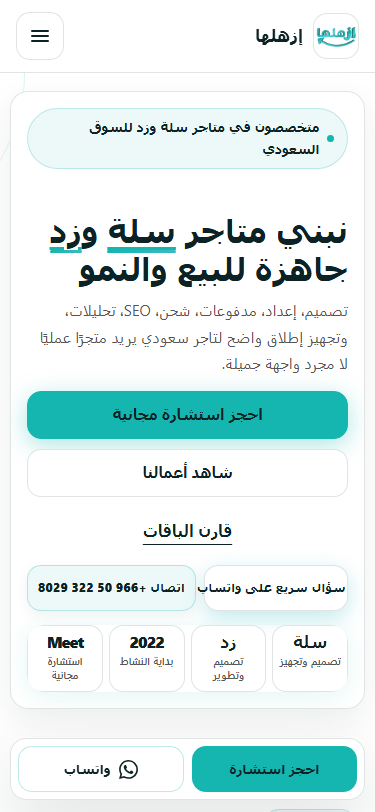 إزهلها
إزهلها
متخصصون في متاجر سلة وزد للسوق
السعودي
نبني متاجر سلة وزد
جاهزة للبيع والنمو
تصميم، إعداد، مدفوعات، شحن، SEO، تحليلات،
وتجهيز إطلاق واضح لتاجر سعودي يريد متجرًا عمليًا
لا مجرد واجهة جميلة.
احجز استشارة مجانية
شاهد أعمالنا
قارن الباقات
سؤال سريع على واتساب
اتصال +966 50 322 8029
سلة
تصميم وتجهيز
زد
تصميم
وتطوير
2022
بداية النشاط
Meet
استشارة
مجانية
احجز استشارة
واتساب